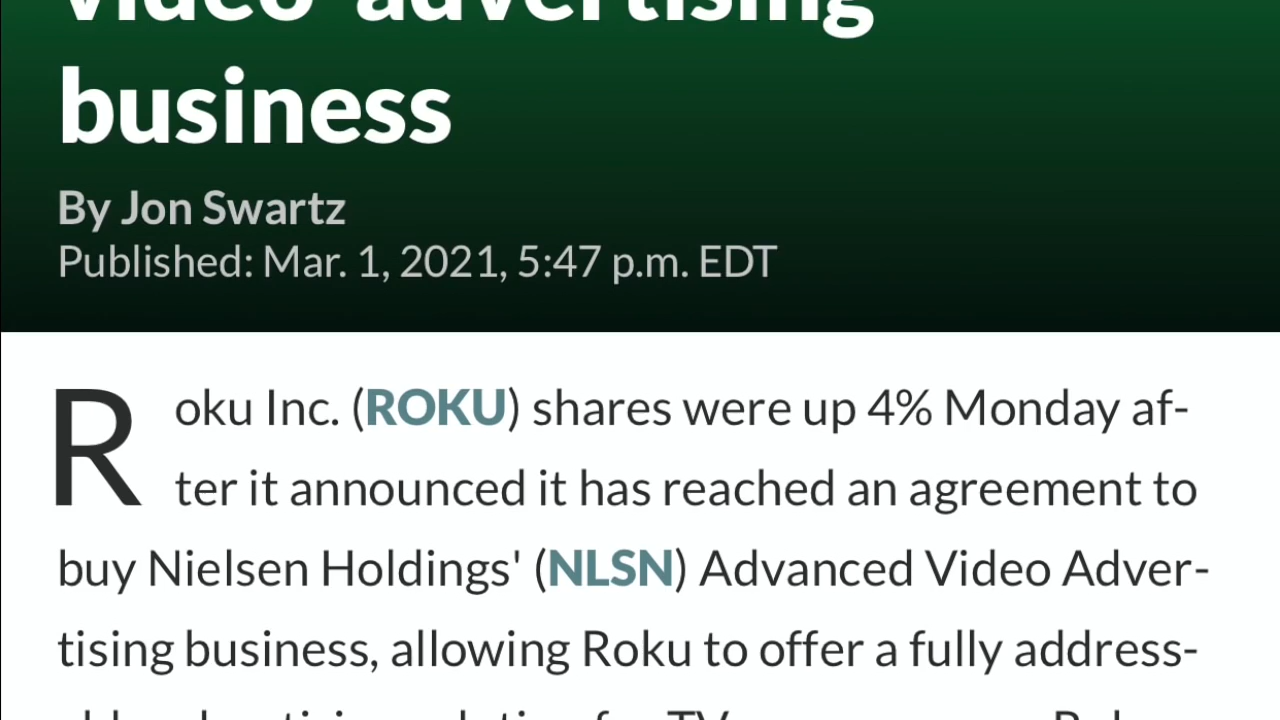 video-advertising
business
By Jon Swartz
Published: Mar. 1, 2021, 5:47 p.m. EDT
Roku Inc. (ROKU) shares were up 4% Monday af-
ter it announced it has reached an agreement to
buy Nielsen Holdings' (NLSN) Advanced Video Adver-
tising business, allowing Roku to offer a fully address-